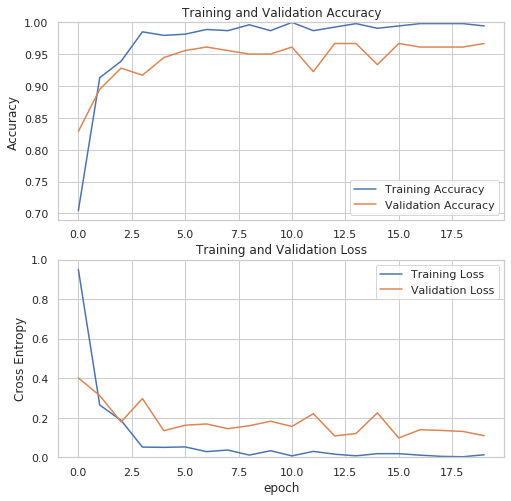 Training and Validation Accuracy
1.00
0.95
0.90
0.85
0.80
0.75
0.70
Accuracy
Training Accuracy
Validation Accuracy
0.0 2.5 5.0 7.5 10.0 12.5 15.0 17.5
Training and Validation Loss
1.0
0.8
0.6
0.4
0.2
0.0
Cross Entropy
Training Loss
Validation Loss
0.0 2.5 5.0 7.5 10.0 12.5 15.0 17.5
epoch